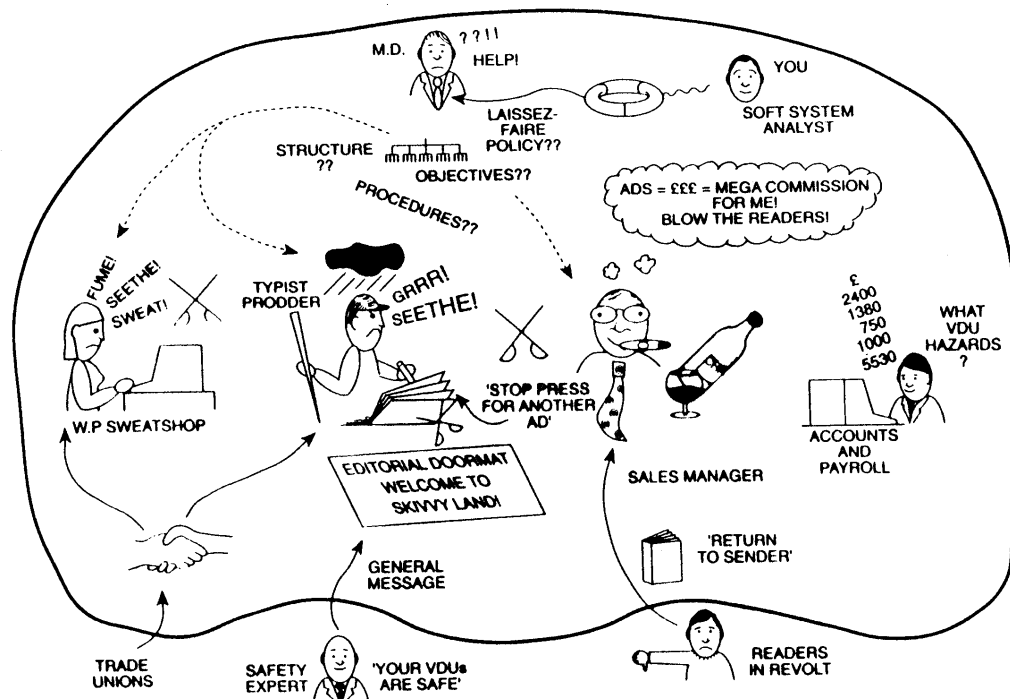 M.D.
??!!
HELP!
YOU
SOFT SYSTEM
ANALYST
LAISSEZ-
FAIRE
POLICY??
STRUCTURE
??
OBJECTIVES??
PROCEDURES??
ADS = £££ = MEGA COMMISSION
FOR ME!
BLOW THE READERS!
FUME!
SEETHE!
SWEAT!
TYPIST
PRODDER
GRRR!
SEETHE!
£
2400
1380
750
1000
5530
WHAT
VDU
HAZARDS
?
W.P SWEATSHOP
'STOP PRESS
FOR ANOTHER
AD'
ACCOUNTS
AND
PAYROLL
EDITORIAL DOORMAT
WELCOME TO
SKIVVY LAND!
SALES MANAGER
'RETURN
TO SENDER'
GENERAL
MESSAGE
TRADE
UNIONS
SAFETY
EXPERT
'YOUR VDUs
ARE SAFE'
READERS
IN REVOLT